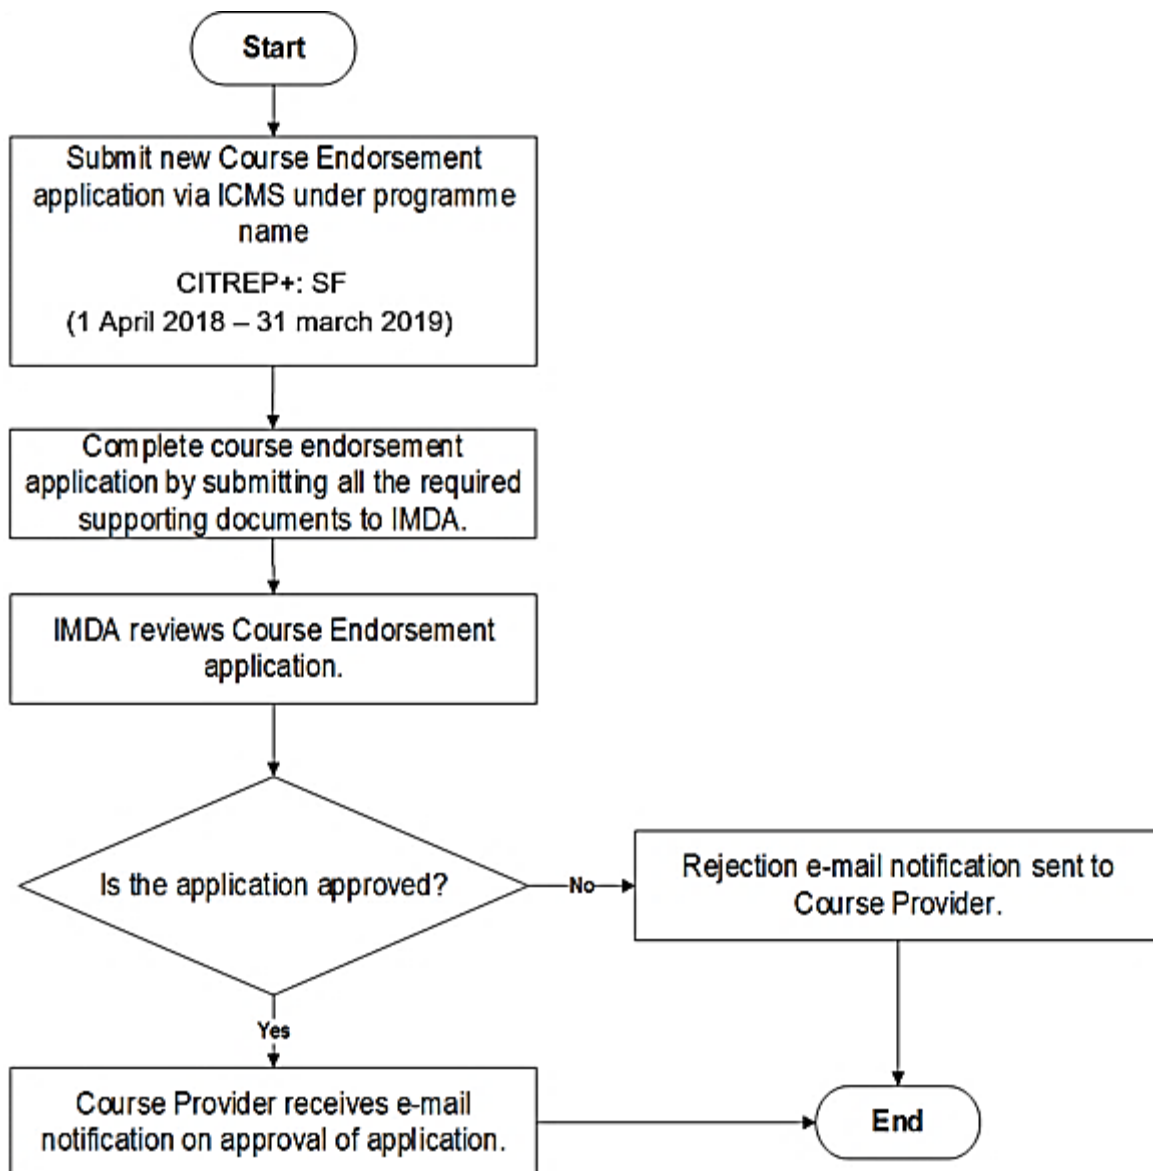 Start
Submit new Course Endorsement
application via ICMS under programme
name
CITREP+: SF
(1 April 2018 – 31 march 2019)
Complete course endorsement
application by submitting all the required
supporting documents to IMDA.
IMDA reviews Course Endorsement
application.
Is the application approved?
No
Rejection e-mail notification sent to
Course Provider.
Yes
Course Provider receives e-mail
notification on approval of application.
End